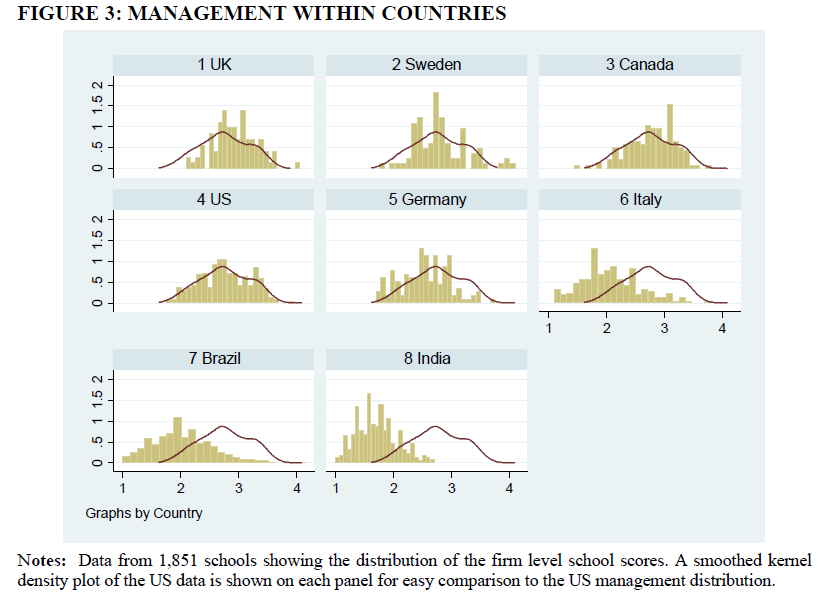 FIGURE 3: MANAGEMENT WITHIN COUNTRIES
1 UK
2 Sweden
3 Canada
0 .5 1 1.5 2
4 US
5 Germany
6 Italy
0 .5 1 1.5 2
1 2 3 4
7 Brazil
8 India
0 .5 1 1.5 2
1 2 3 4
1 2 3 4
Graphs by Country
Notes: Data from 1,851 schools showing the distribution of the firm level school scores. A smoothed kernel
density plot of the US data is shown on each panel for easy comparison to the US management distribution.